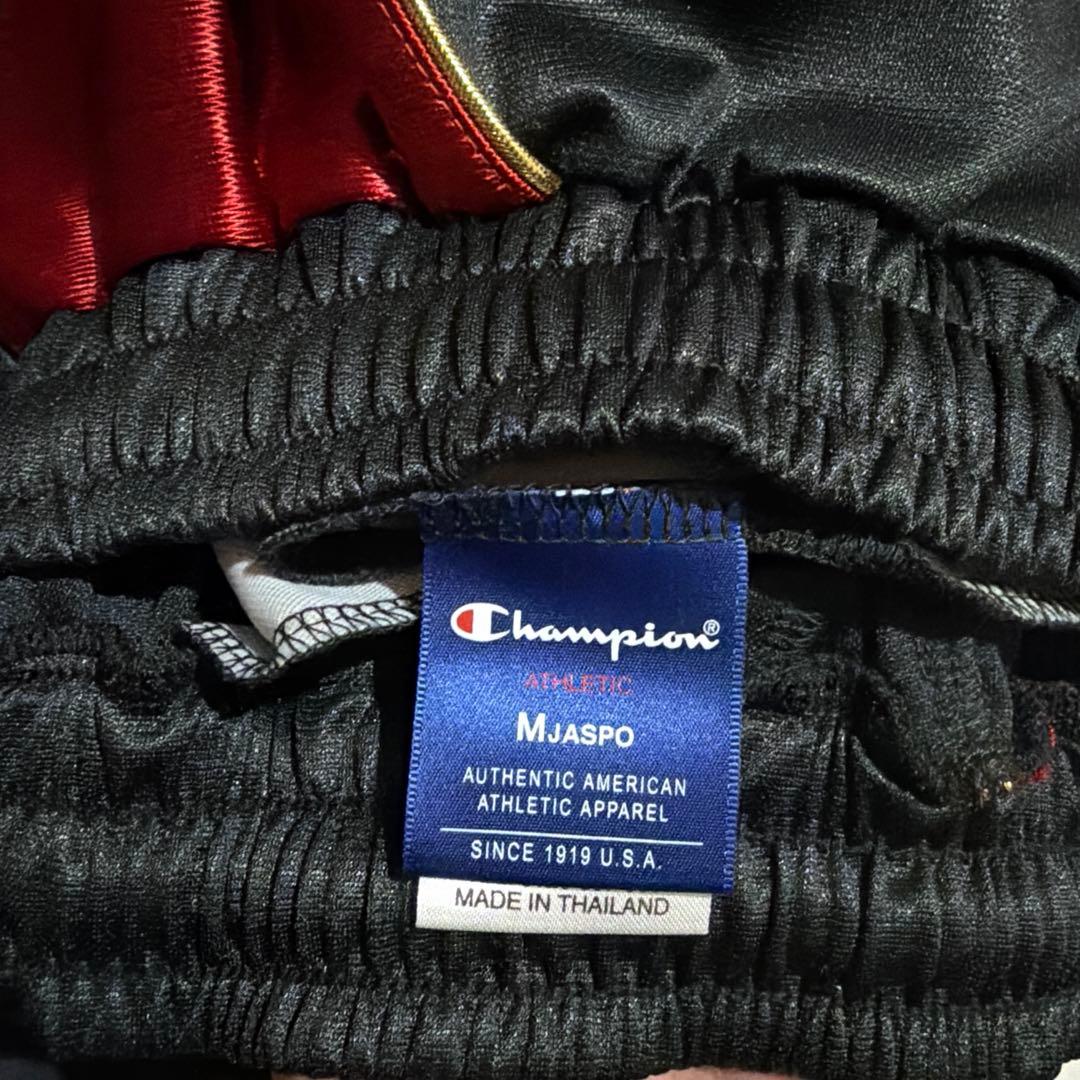 Champion®
ATHLETIC
MJASPO
AUTHENTIC AMERICAN
ATHLETIC APPAREL
SINCE 1919 U.S.A.
MADE IN THAILAND